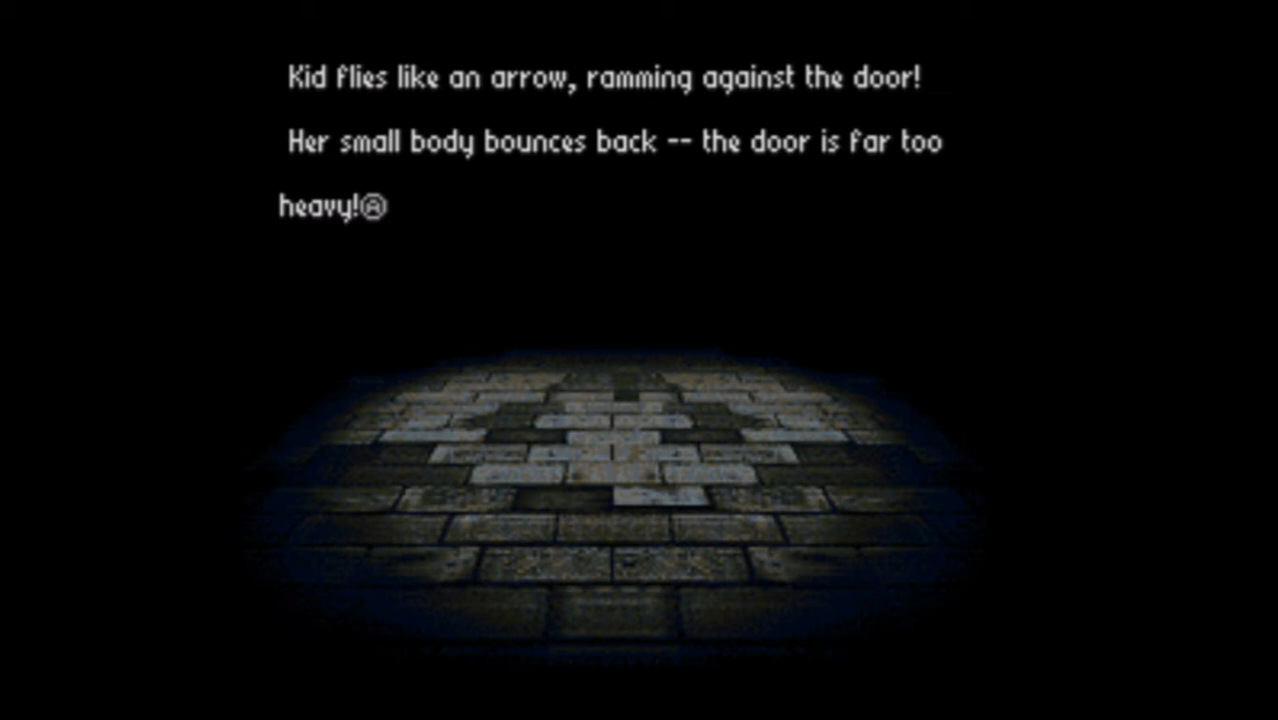 Kid flies like an arrow, ramming against the door!
Her small body bounces back -- the door is far too
heavy!Ⓐ